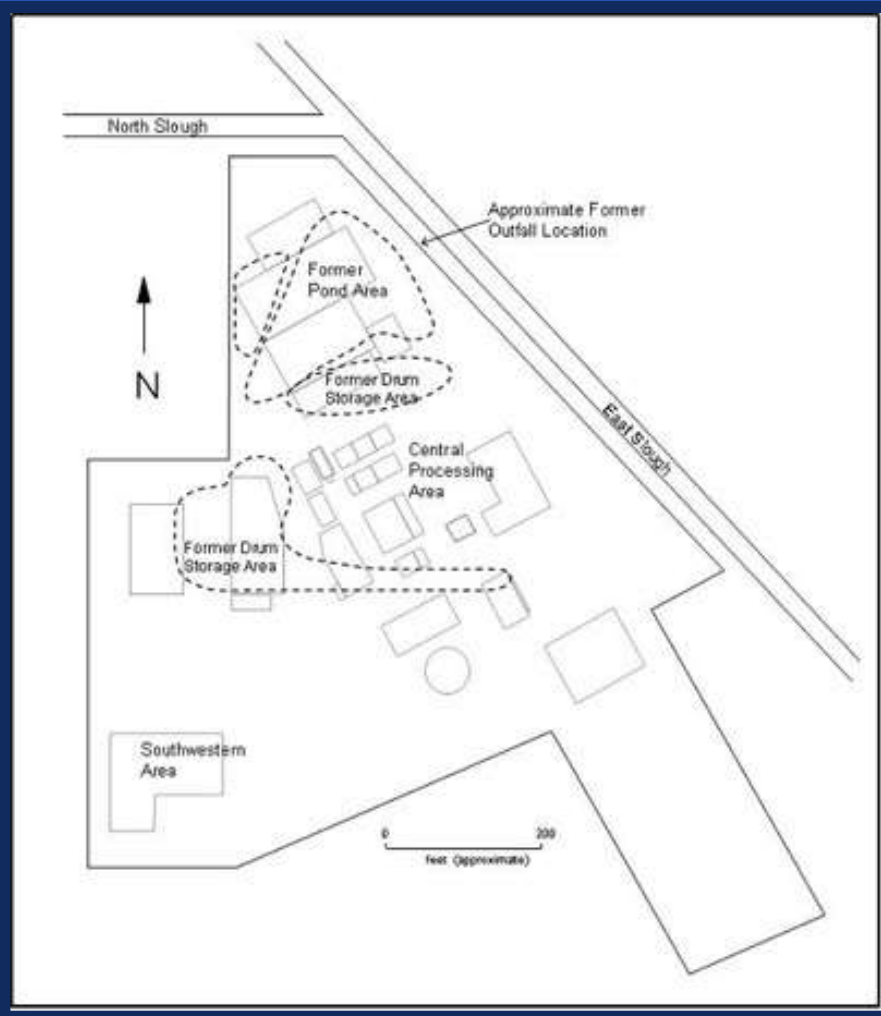 North Slough
Approximate Former
Outfall Location
Former
Pond Area
N
Former Drum
Storage Area
East Slough
Central
Processing
Area
Former Drum
Storage Area
Southwestern
Area
0 200
feet (approximate)